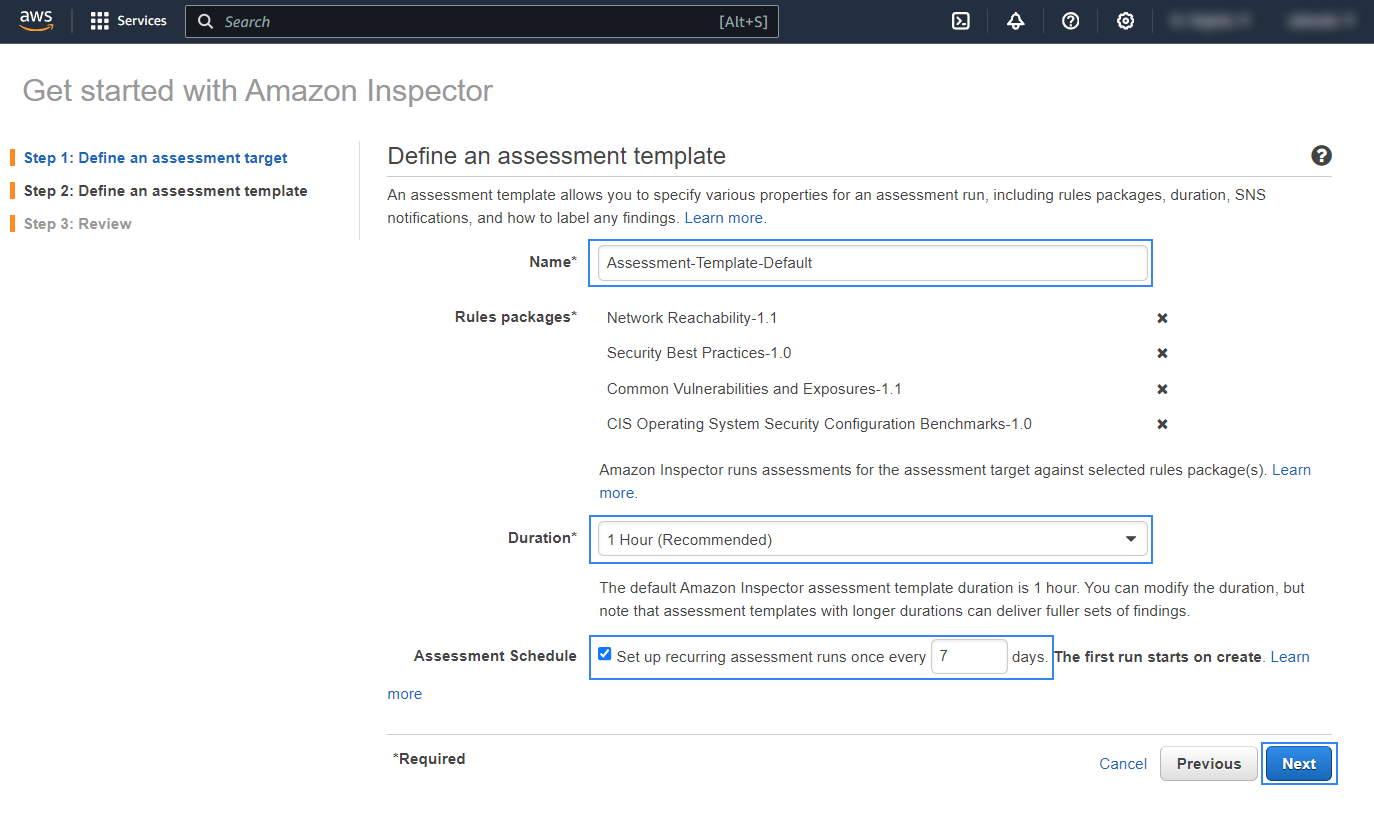 aws Services Search [Alt+S]
Get started with Amazon Inspector
Step 1: Define an assessment target
Step 2: Define an assessment template
Step 3: Review
Define an assessment template
An assessment template allows you to specify various properties for an assessment run, including rules packages, duration, SNS
notifications, and how to label any findings. Learn more.
Name* Assessment-Template-Default
Rules packages* Network Reachability-1.1
Security Best Practices-1.0
Common Vulnerabilities and Exposures-1.1
CIS Operating System Security Configuration Benchmarks-1.0
Amazon Inspector runs assessments for the assessment target against selected rules package(s). Learn
more.
Duration* 1 Hour (Recommended)
The default Amazon Inspector assessment template duration is 1 hour. You can modify the duration, but
note that assessment templates with longer durations can deliver fuller sets of findings.
Assessment Schedule Set up recurring assessment runs once every 7 days. The first run starts on create. Learn
more
*Required Cancel Previous Next